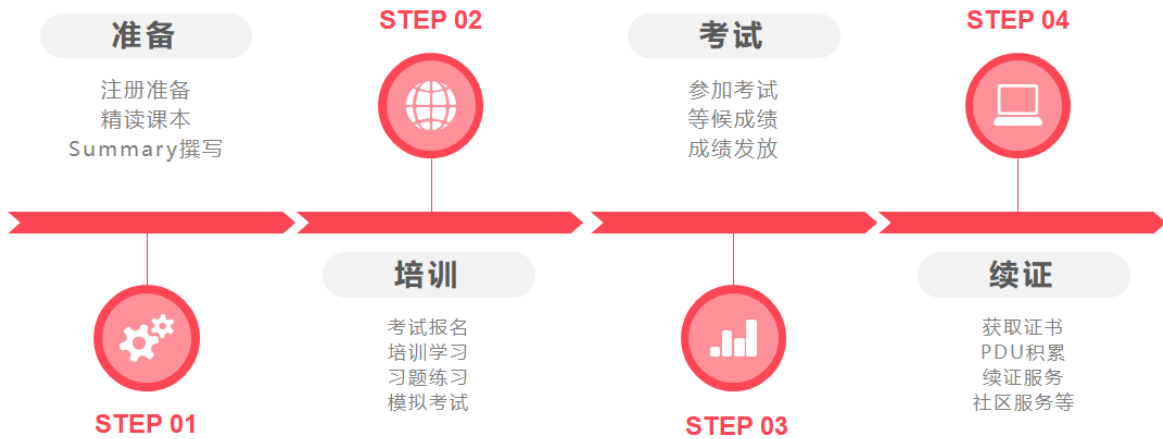 准备
注册准备
精读课本
Summary撰写
STEP 01
STEP 02
培训
考试报名
培训学习
习题练习
模拟考试
考试
参加考试
等候成绩
成绩发放
STEP 03
STEP 04
续证
获取证书
PDU积累
续证服务
社区服务等